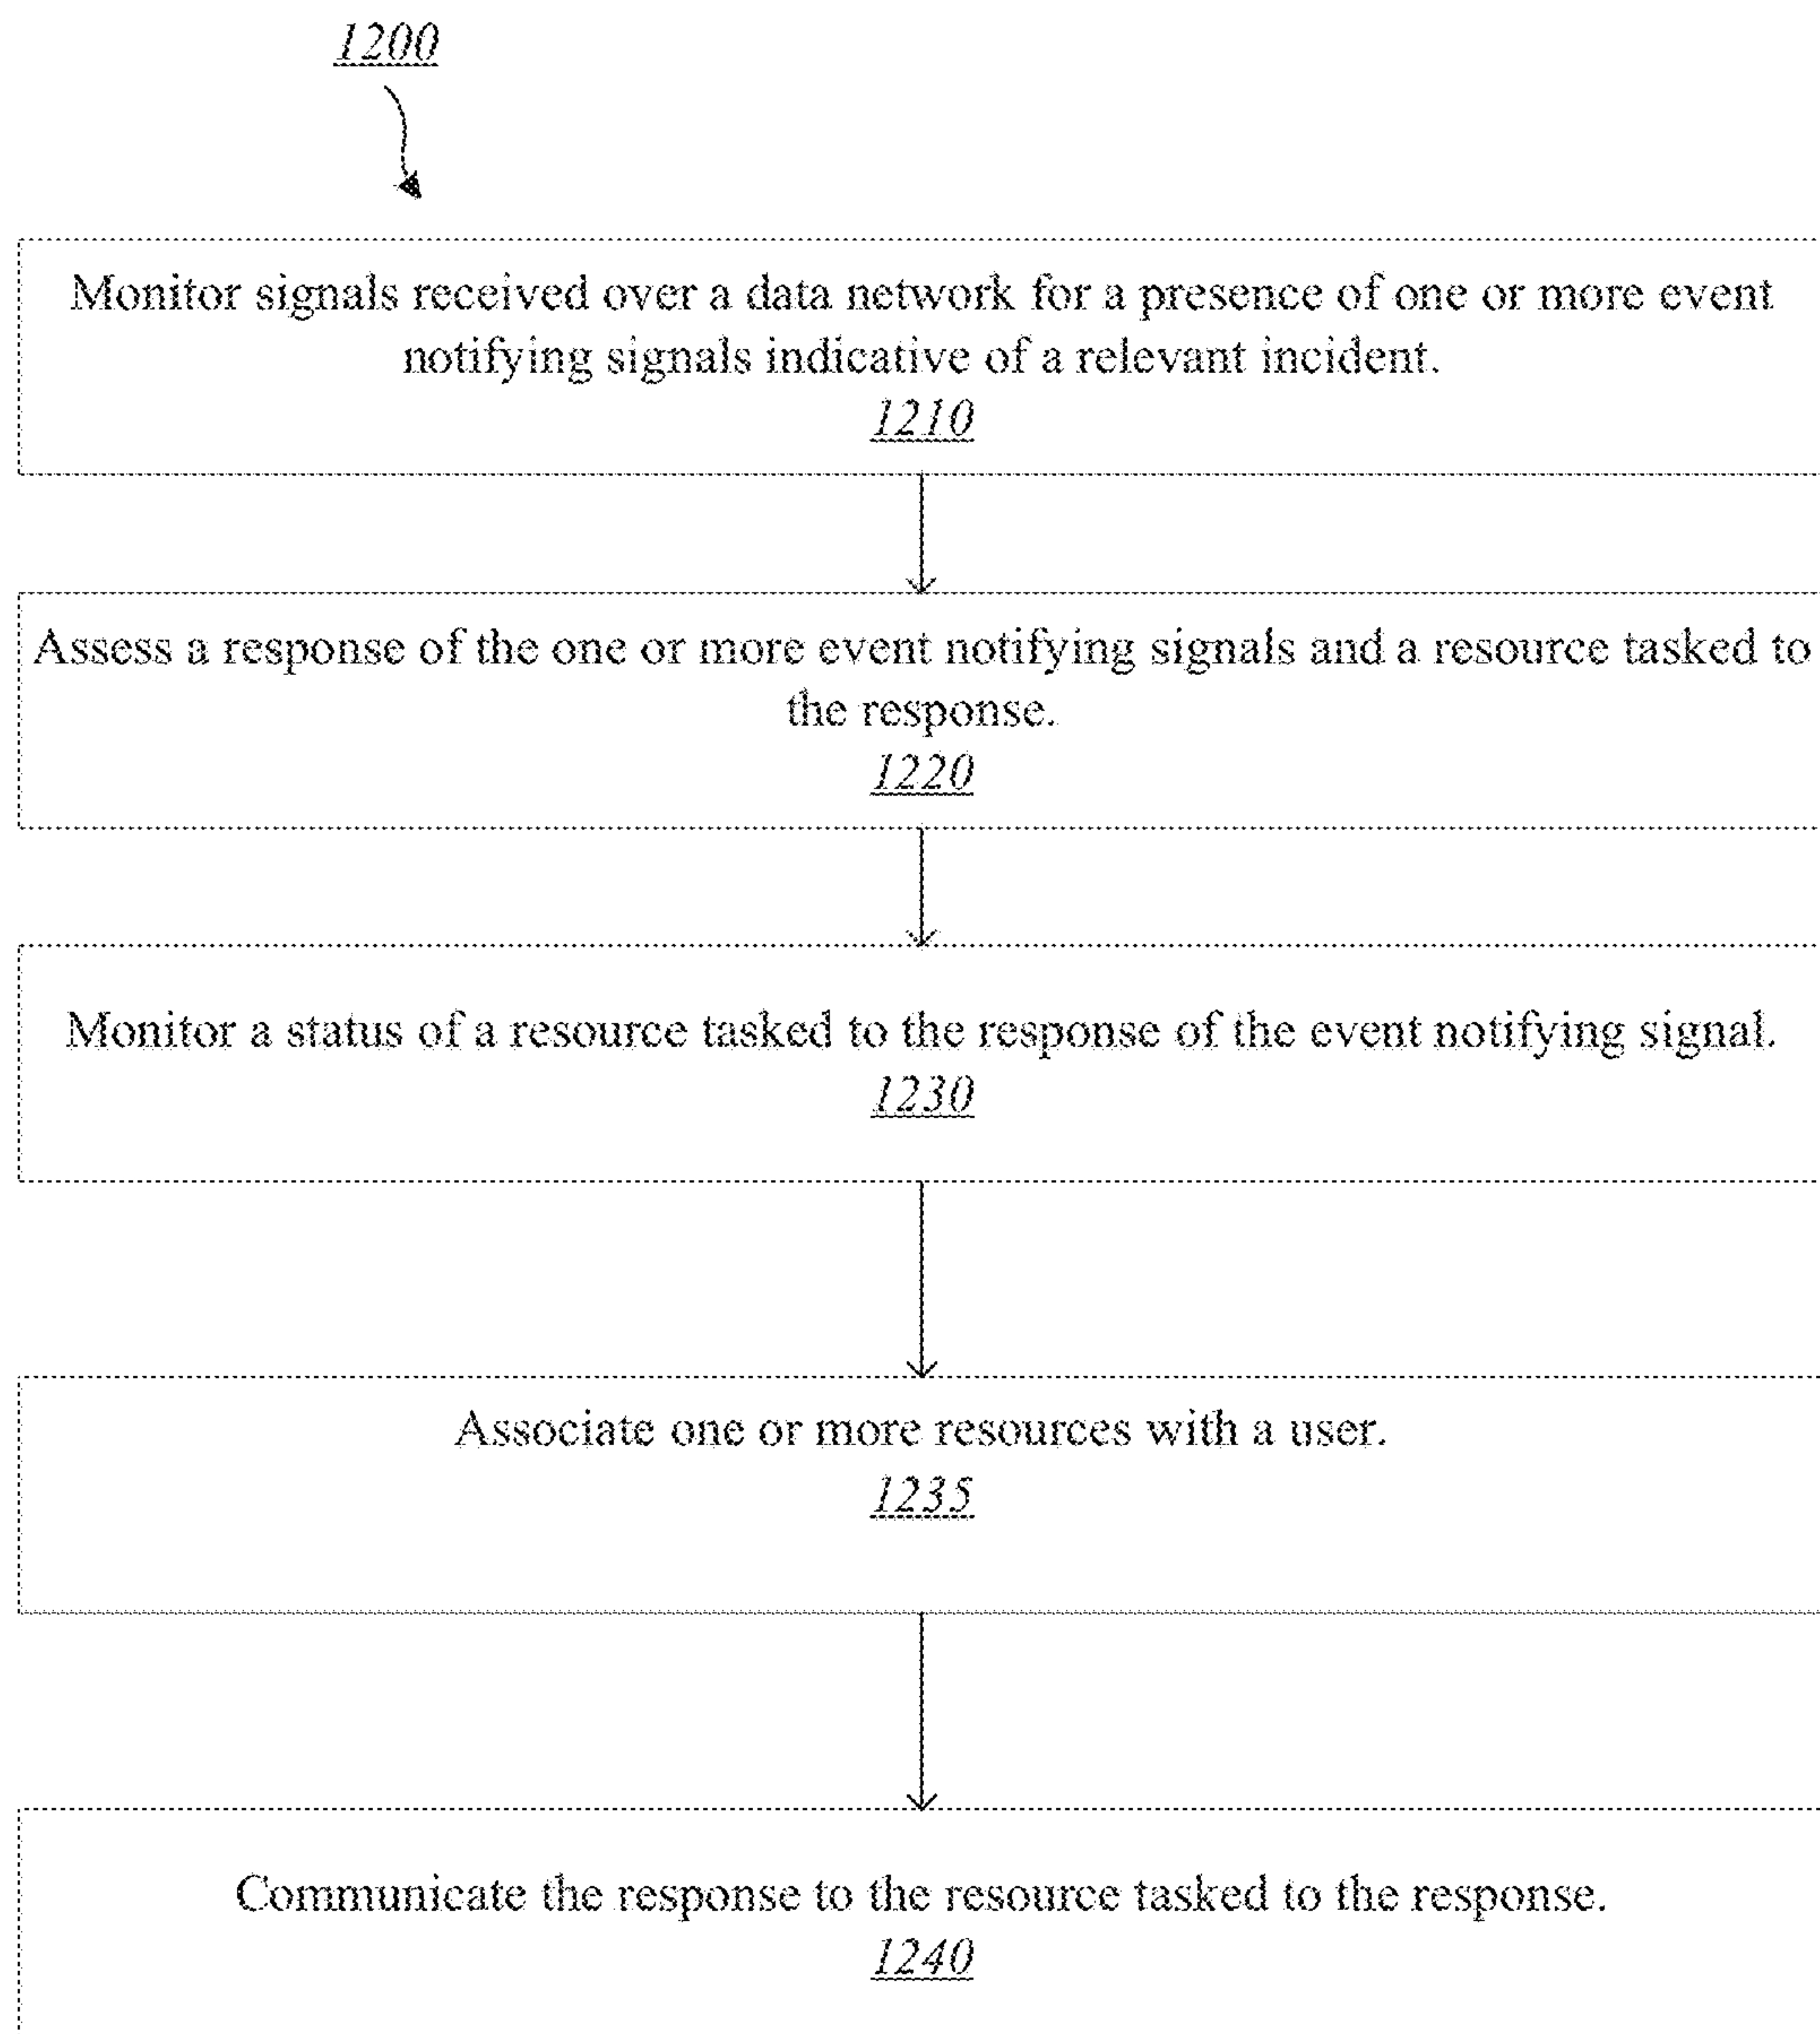 1200
Monitor signals received over a data network for a presence of one or more event
notifying signals indicative of a relevant incident.
1210
Assess a response of the one or more event notifying signals and a resource tasked to
the response.
1220
Monitor a status of a resource tasked to the response of the event notifying signal.
1230
Associate one or more resources with a user.
1235
Communicate the response to the resource tasked to the response.
1240